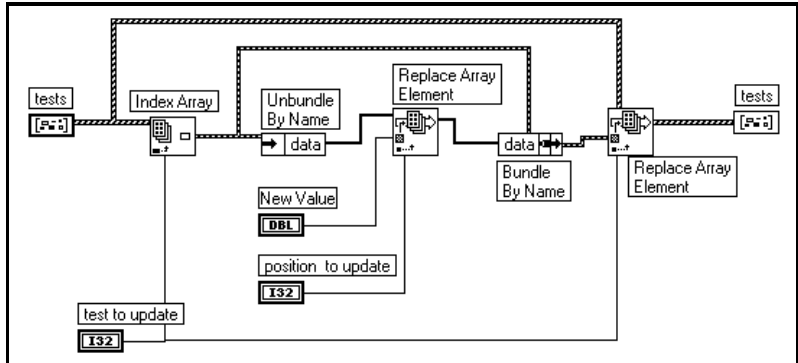 tests
Index Array
Unbundle
By Name
Replace Array
Element
tests
data
data
Bundle
By Name
Replace Array
Element
New Value
DBL
position to update
I32
test to update
I32